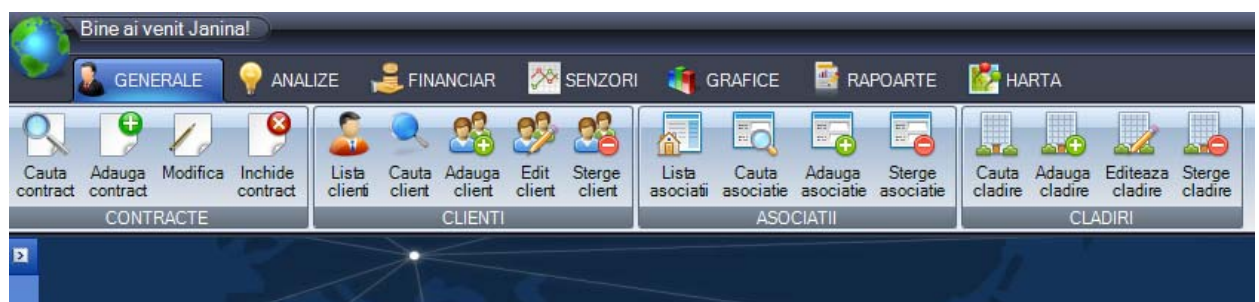 Bine ai venit Janina!
GENERALE ANALIZE FINANCIAR SENZORI GRAFICE RAPOARTE HARTA
Cauta contract
Adauga contract
Modifica
Inchide contract
CONTRACTE
Lista clienti
Cauta client
Adauga client
Edit client
Sterge client
CLIENTI
Lista asociatii
Cauta asociatie
Adauga asociatie
Sterge asociatie
ASOCIATII
Cauta cladire
Adauga cladire
Editeaza cladire
Sterge cladire
CLADIRI